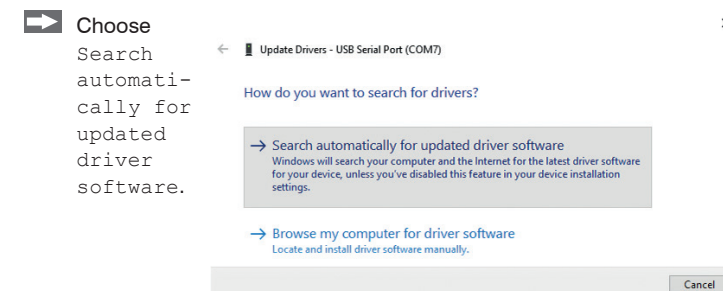 Choose
Search
automati-
cally for
updated
driver
software.
← Update Drivers - USB Serial Port (COM7)
How do you want to search for drivers?
→ Search automatically for updated driver software
Windows will search your computer and the Internet for the latest driver software
for your device, unless you've disabled this feature in your device installation
settings.
→ Browse my computer for driver software
Locate and install driver software manually.
Cancel